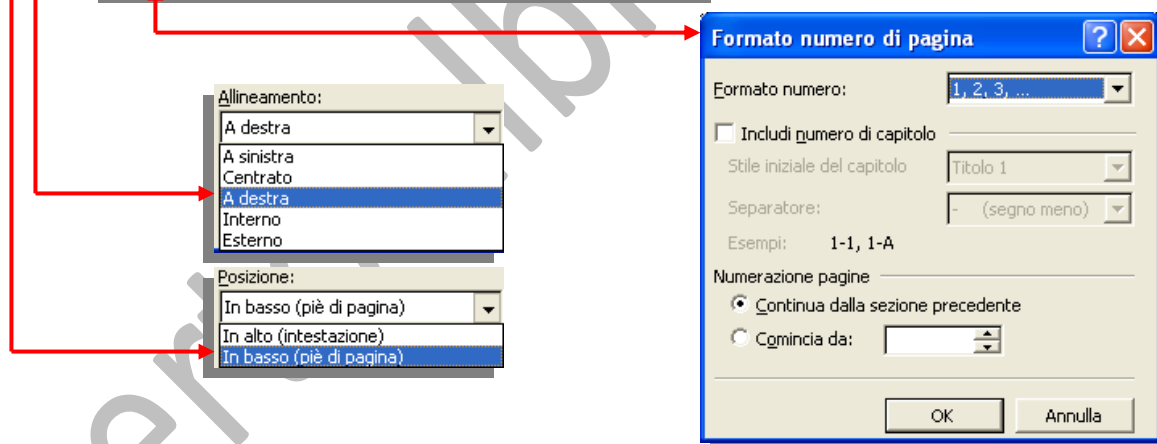 Allineamento:
A destra
A sinistra
Centrato
A destra
Interno
Esterno
Posizione:
In basso (piè di pagina)
In alto (intestazione)
In basso (piè di pagina)
Formato numero di pagina
Formato numero: 1, 2, 3, ...
Includi numero di capitolo
Stile iniziale del capitolo Titolo 1
Separatore: - (segno meno)
Esempi: 1-1, 1-A
Numerazione pagine
Continua dalla sezione precedente
Comincia da:
OK Annulla